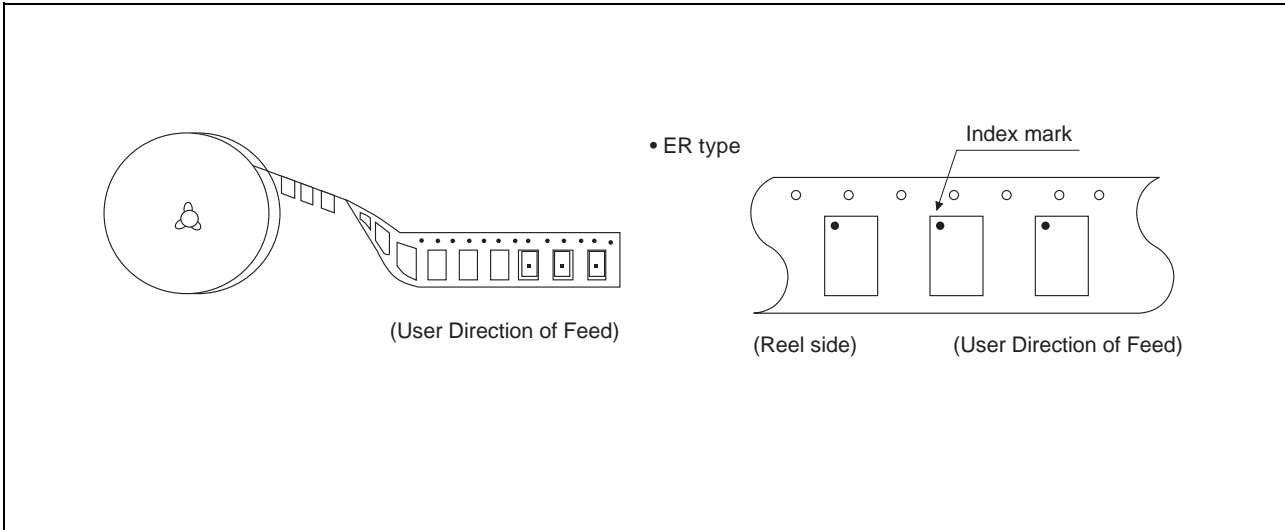 • ER type
Index mark
(User Direction of Feed)
(Reel side)
(User Direction of Feed)